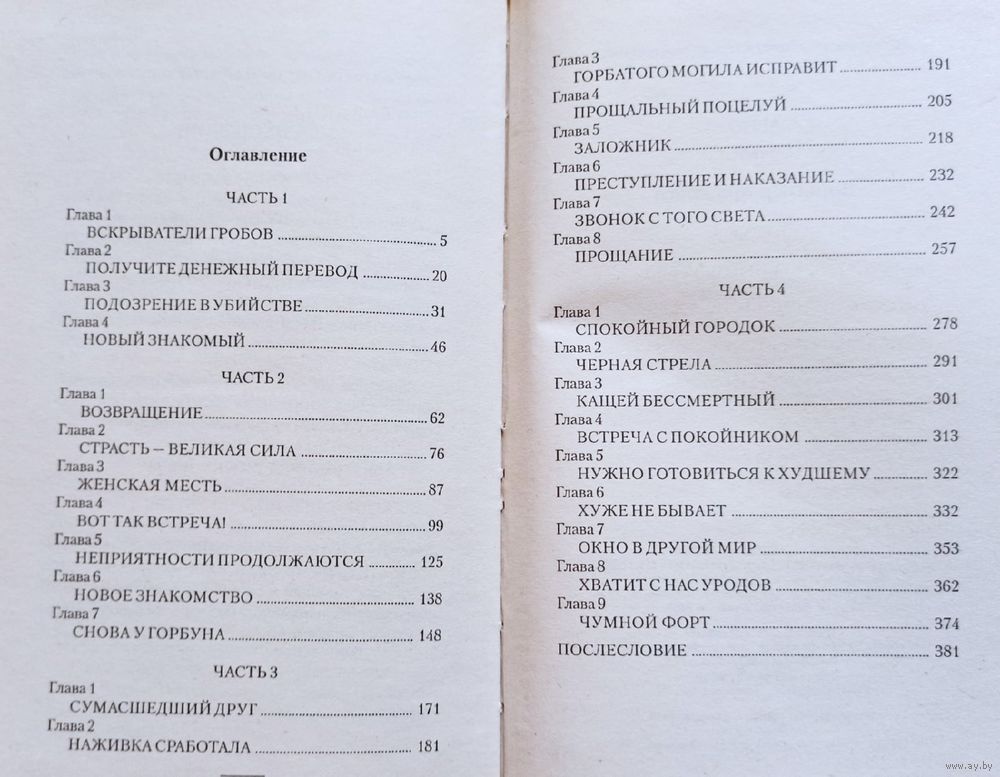 Оглавление
ЧАСТЬ 1
Глава 1
ВСКРЫВАТЕЛИ ГРОБОВ 5
Глава 2
ПОЛУЧИТЕ ДЕНЕЖНЫЙ ПЕРЕВОД 20
Глава 3
ПОДОЗРЕНИЕ В УБИЙСТВЕ 31
Глава 4
НОВЫЙ ЗНАКОМЫЙ 46
ЧАСТЬ 2
Глава 1
ВОЗВРАЩЕНИЕ 62
Глава 2
СТРАСТЬ – ВЕЛИКАЯ СИЛА 76
Глава 3
ЖЕНСКАЯ МЕСТЬ 87
Глава 4
ВОТ ТАК ВСТРЕЧА! 99
Глава 5
НЕПРИЯТНОСТИ ПРОДОЛЖАЮТСЯ 125
Глава 6
НОВОЕ ЗНАКОМСТВО 138
Глава 7
СНОВА У ГОРБУНА 148
ЧАСТЬ 3
Глава 1
СУМАСШЕДШИЙ ДРУГ 171
Глава 2
НАЖИВКА СРАБОТАЛА 181
Глава 3
ГОРБАТОГО МОГИЛА ИСПРАВИТ 191
Глава 4
ПРОЩАЛЬНЫЙ ПОЦЕЛУЙ 205
Глава 5
ЗАЛОЖНИК 218
Глава 6
ПРЕСТУПЛЕНИЕ И НАКАЗАНИЕ 232
Глава 7
ЗВОНОК С ТОГО СВЕТА 242
Глава 8
ПРОЩАНИЕ 257
ЧАСТЬ 4
Глава 1
СПОКОЙНЫЙ ГОРОДОК 278
Глава 2
ЧЕРНАЯ СТРЕЛА 291
Глава 3
КАЩЕЙ БЕССМЕРТНЫЙ 301
Глава 4
ВСТРЕЧА С ПОКОЙНИКОМ 313
Глава 5
НУЖНО ГОТОВИТЬСЯ К ХУДШЕМУ 322
Глава 6
ХУЖЕ НЕ БЫВАЕТ 332
Глава 7
ОКНО В ДРУГОЙ МИР 353
Глава 8
ХВАТИТ С НАС УРОДОВ 362
Глава 9
ЧУМНОЙ ФОРТ 374
ПОСЛЕСЛОВИЕ 381
www.ay.by